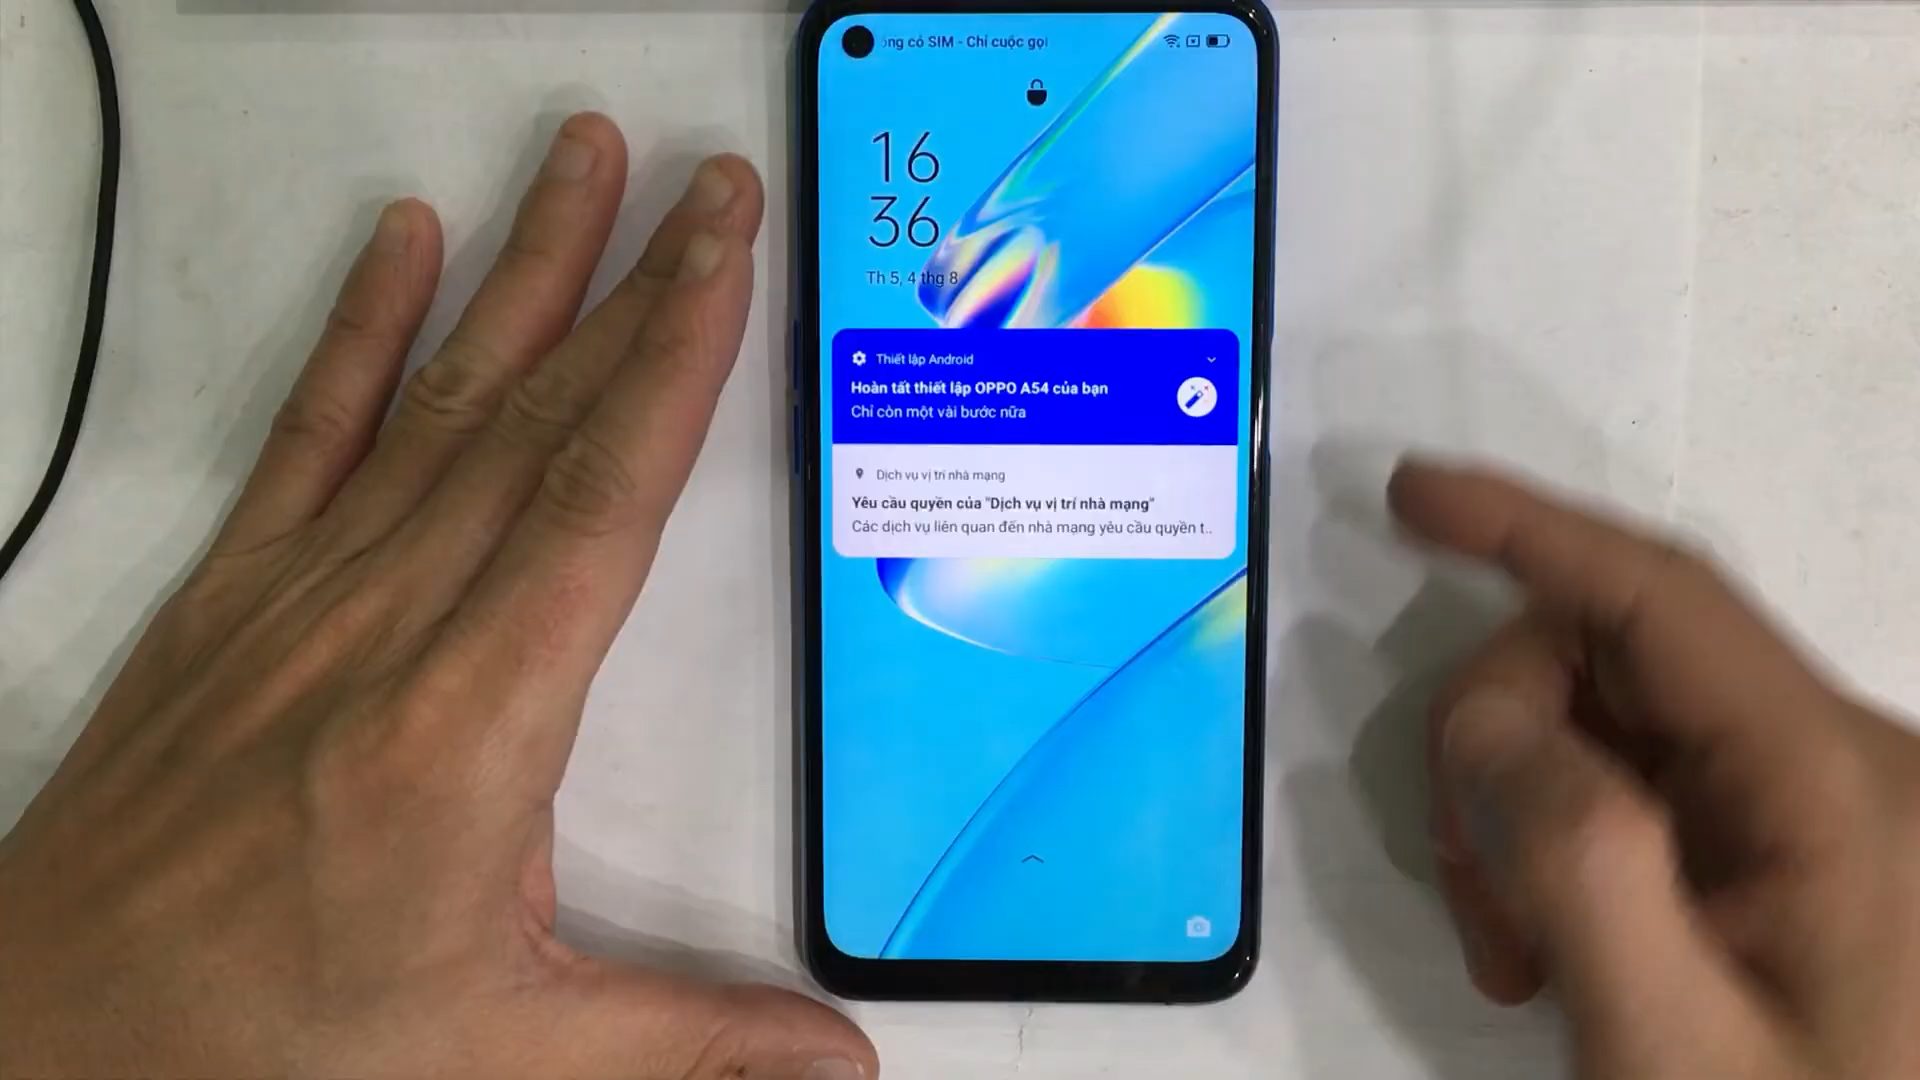 có SIM - Chỉ cuộc gọi
16
36
Th 5, 4 thg 8
Thiết lập Android
Hoàn tất thiết lập OPPO A54 của bạn
Chỉ còn một vài bước nữa
Dịch vụ vị trí nhà mạng
Yêu cầu quyền của "Dịch vụ vị trí nhà mạng"
Các dịch vụ liên quan đến nhà mạng yêu cầu quyền t..